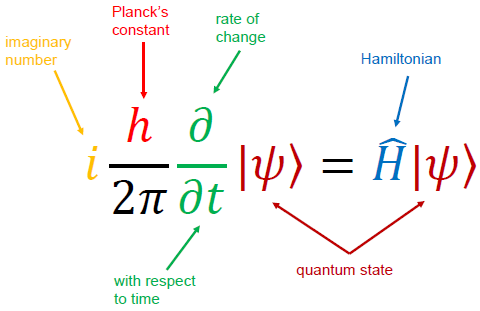 Planck's
constant
rate of
change
imaginary
number
Hamiltonian
i h/2π ∂/∂t |ψ⟩ = Ĥ|ψ⟩
with respect
to time
quantum state